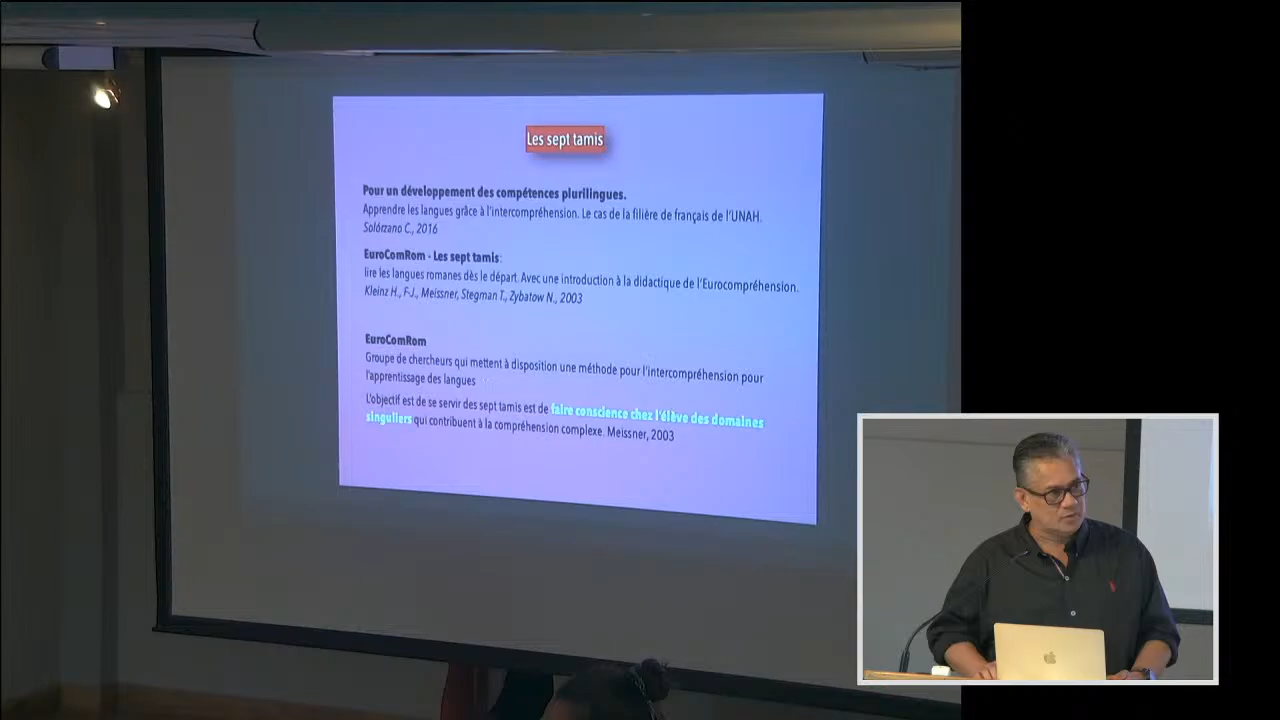 Les sept tamis
Pour un développement des compétences plurilingues.
Apprendre les langues grâce à l'intercompréhension. Le cas de la filière de français de l'UNAH.
Solórzano C., 2016
EuroComRom - Les sept tamis:
lire les langues romanes dès le départ. Avec une introduction à la didactique de l'Eurocompréhension.
Kleinz H., F-J., Meissner, Stegman T., Zybatow N., 2003
EuroComRom
Groupe de chercheurs qui mettent à disposition une méthode pour l'intercompréhension pour
l'apprentissage des langues
L'objectif est de se servir des sept tamis est de faire conscience chez l'élève des domaines
singuliers qui contribuent à la compréhension complexe. Meissner, 2003